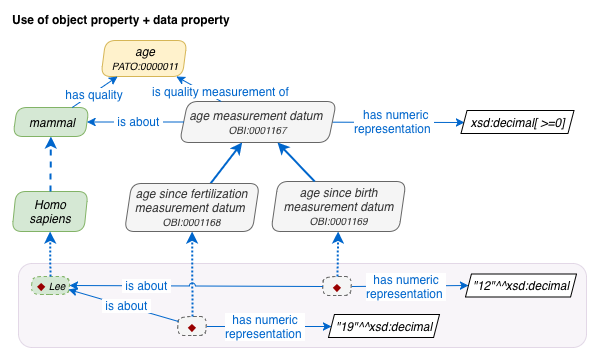 Use of object property + data property
age
PATO:0000011
has quality
is quality measurement of
mammal
is about
age measurement datum
OBI:0001167
has numeric
representation
xsd:decimal[ >=0]
Homo
sapiens
age since fertilization
measurement datum
OBI:0001168
age since birth
measurement datum
OBI:0001169
Lee
is about
has numeric
representation
"12"^^xsd:decimal
is about
has numeric
representation
"19"^^xsd:decimal